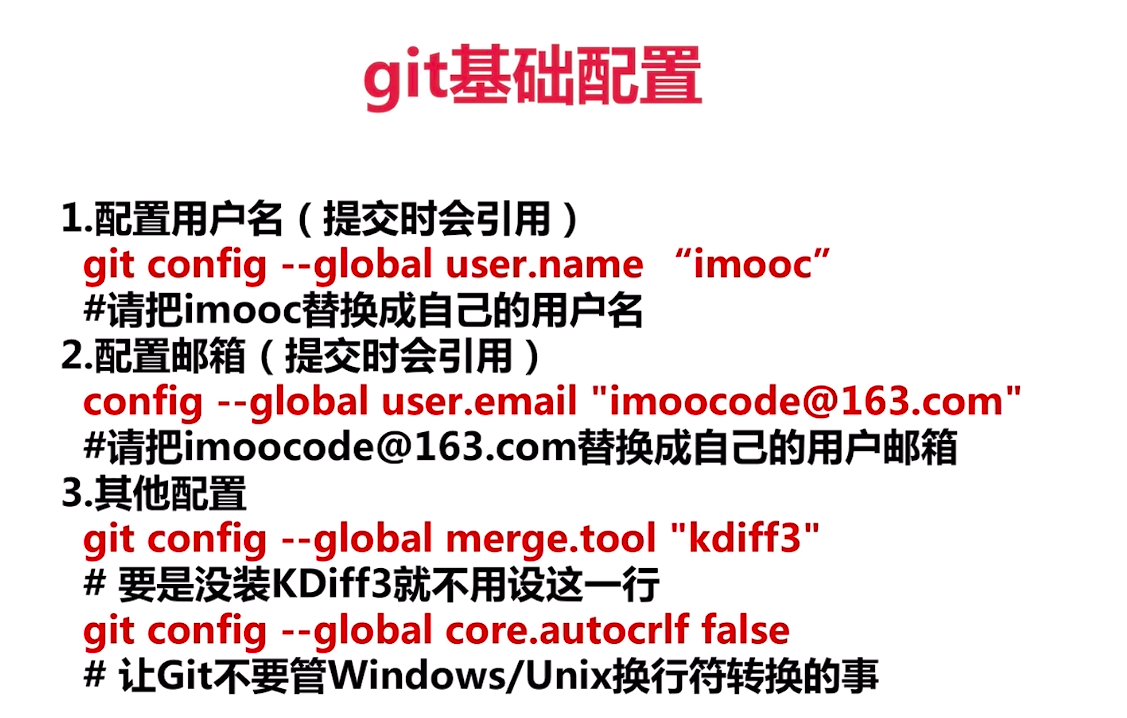 git基础配置
1.配置用户名（提交时会引用）
git config --global user.name “imooc”
#请把imooc替换成自己的用户名
2.配置邮箱（提交时会引用）
config --global user.email "imoocode@163.com"
#请把imoocode@163.com替换成自己的用户邮箱
3.其他配置
git config --global merge.tool "kdiff3"
# 要是没装KDiff3就不用设这一行
git config --global core.autocrlf false
# 让Git不要管Windows/Unix换行符转换的事